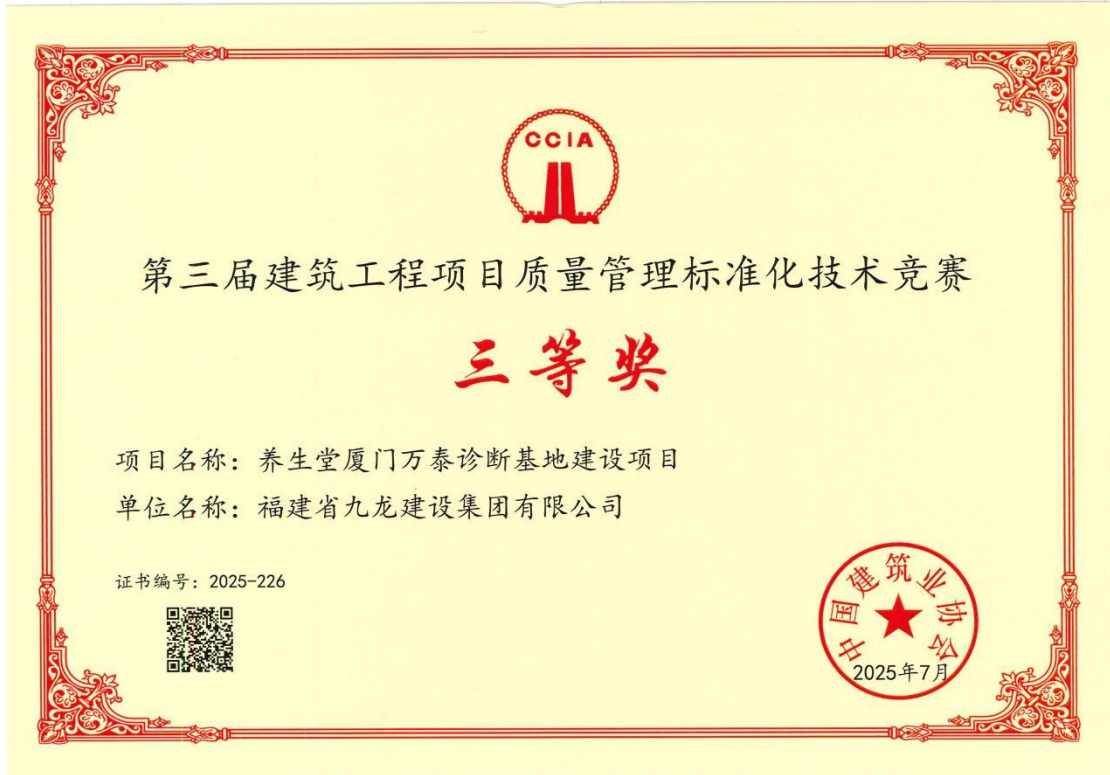 CCIA
第三届建筑工程项目质量管理标准化技术竞赛
三等奖
项目名称：养生堂厦门万泰诊断基地建设项目
单位名称：福建省九龙建设集团有限公司
证书编号：2025-226
中国建筑业协会
2025年7月